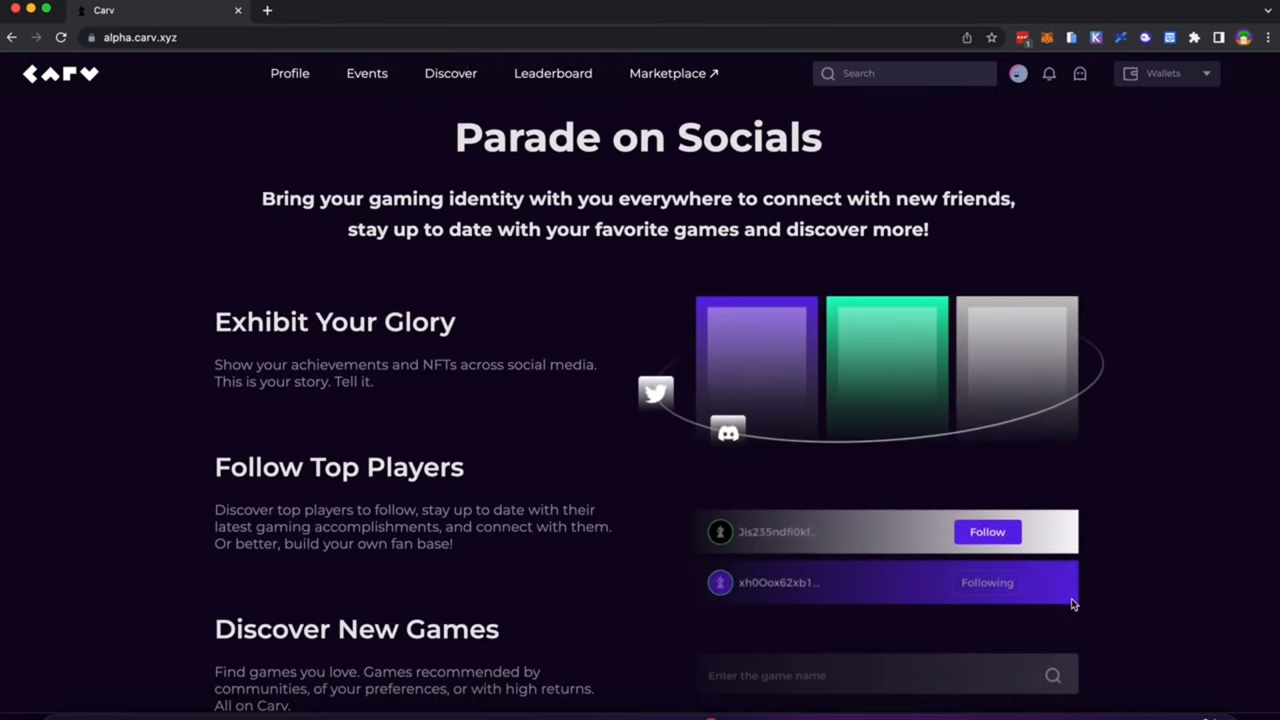 Carv
alpha.carv.xyz
1
Carv
Profile
Events
Discover
Leaderboard
Marketplace ↗
Search
Wallets
Parade on Socials
Bring your gaming identity with you everywhere to connect with new friends,
stay up to date with your favorite games and discover more!
Exhibit Your Glory
Show your achievements and NFTs across social media.
This is your story. Tell it.
Follow Top Players
Discover top players to follow, stay up to date with their
latest gaming accomplishments, and connect with them.
Or better, build your own fan base!
Jis235ndfi0kf...
Follow
xh0Oox62xb1...
Following
Discover New Games
Find games you love. Games recommended by
communities, of your preferences, or with high returns.
All on Carv.
Enter the game name